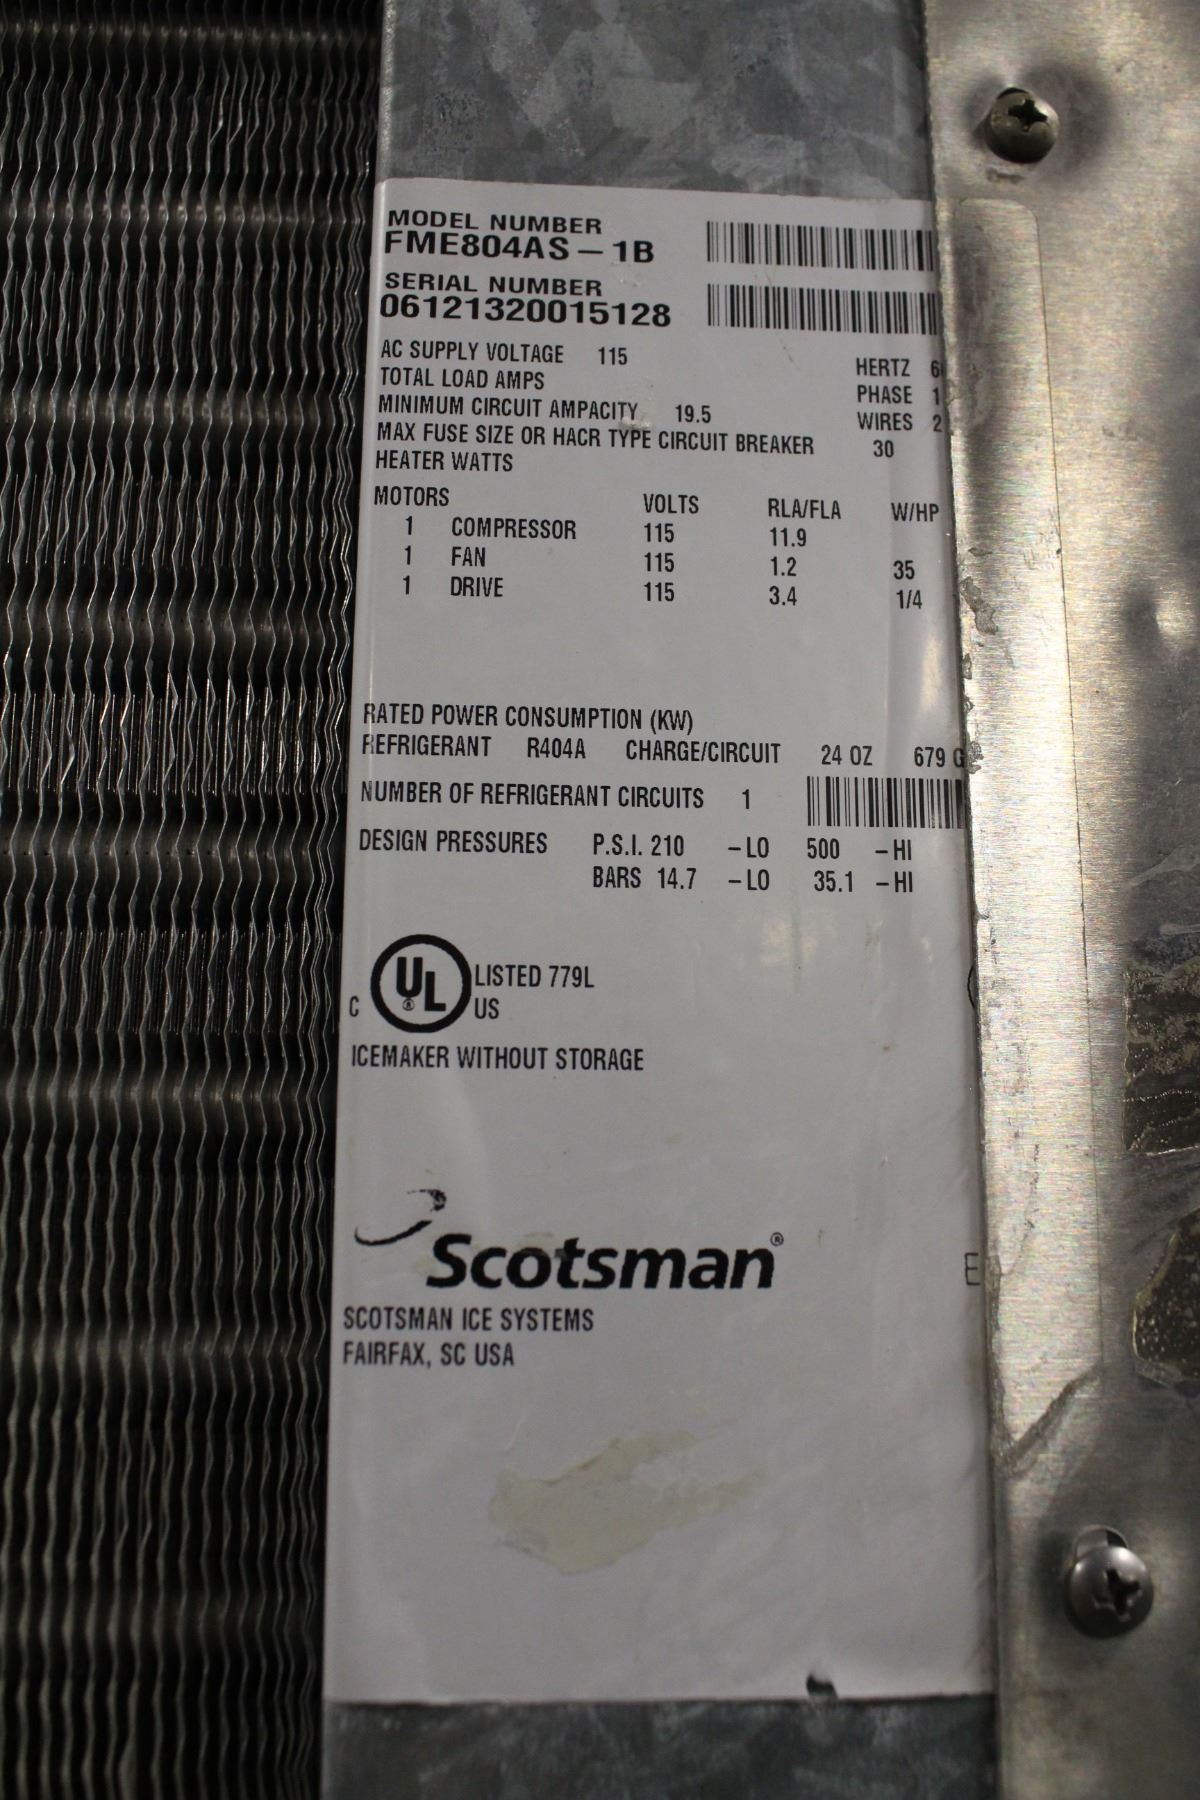 MODEL NUMBER
FME804AS – 1B
SERIAL NUMBER
06121320015128
AC SUPPLY VOLTAGE 115 HERTZ
TOTAL LOAD AMPS PHASE 1
MINIMUM CIRCUIT AMPACITY 19.5 WIRES 2
MAX FUSE SIZE OR HACR TYPE CIRCUIT BREAKER 30
HEATER WATTS
MOTORS VOLTS RLA/FLA W/HP
1 COMPRESSOR 115 11.9
1 FAN 115 1.2 35
1 DRIVE 115 3.4 1/4
RATED POWER CONSUMPTION (KW)
REFRIGERANT R404A CHARGE/CIRCUIT 24 OZ 679 G
NUMBER OF REFRIGERANT CIRCUITS 1
DESIGN PRESSURES P.S.I. 210 – LO 500 – HI
BARS 14.7 – LO 35.1 – HI
C UL ® LISTED 779L
US
ICEMAKER WITHOUT STORAGE
Scotsman®
E
SCOTSMAN ICE SYSTEMS
FAIRFAX, SC USA